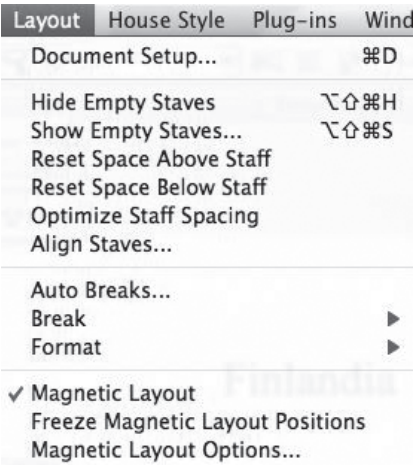 Layout House Style Plug-ins Wind
Document Setup... ⌘D
Hide Empty Staves ⌥⇧⌘H
Show Empty Staves... ⌥⇧⌘S
Reset Space Above Staff
Reset Space Below Staff
Optimize Staff Spacing
Align Staves...
Auto Breaks...
Break ▶
Format ▶
✓ Magnetic Layout
Freeze Magnetic Layout Positions
Magnetic Layout Options...
Finlandia